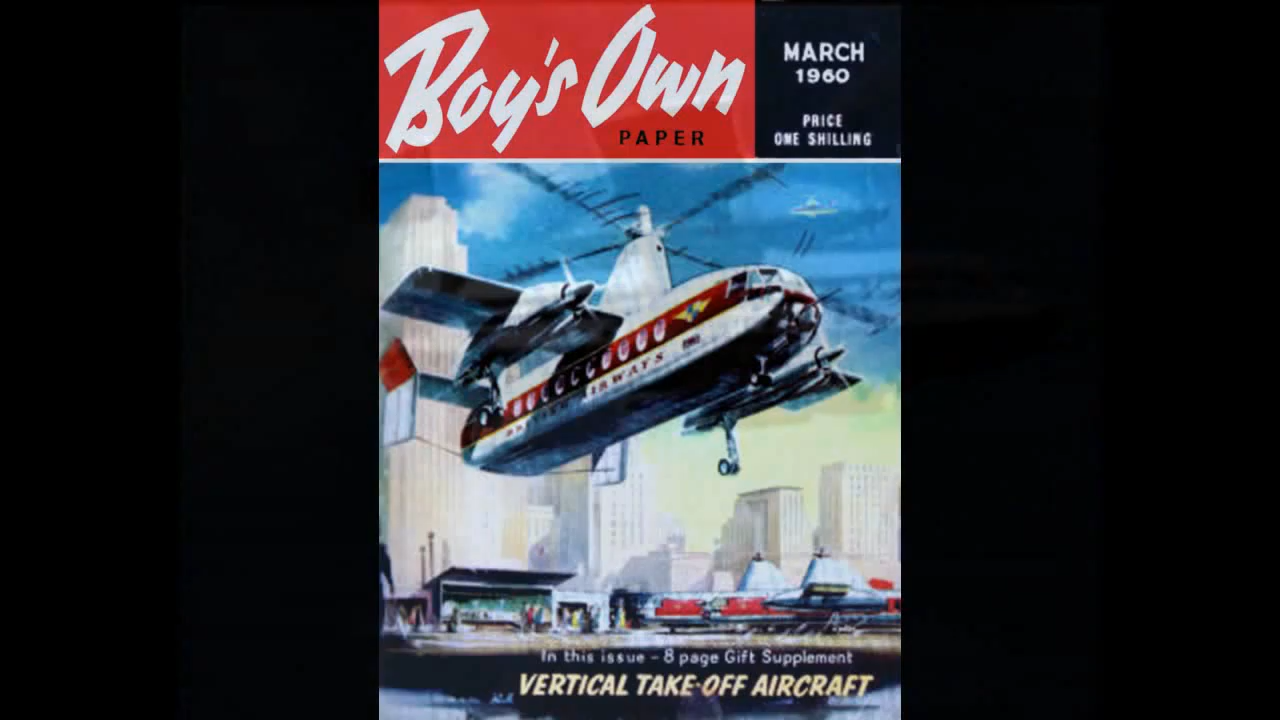 Boy's Own
PAPER
MARCH
1960
PRICE
ONE SHILLING
AIRWAYS
In this issue - 8 page Gift Supplement
VERTICAL TAKE-OFF AIRCRAFT